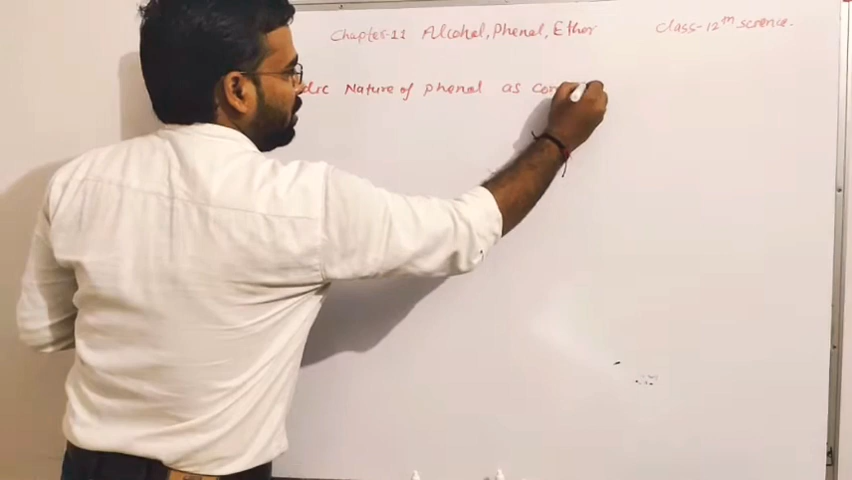 Chapter-11 Alcohol, Phenol, Ether
Class-12th science.
Nature of phenol as